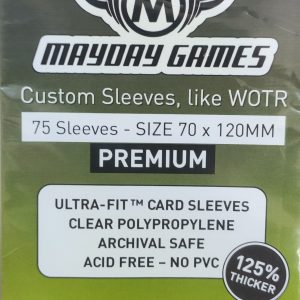 M
MAYDAY GAMES
Custom Sleeves, like WOTR
75 Sleeves - SIZE 70 x 120MM
PREMIUM
ULTRA-FIT™ CARD SLEEVES
CLEAR POLYPROPYLENE
ARCHIVAL SAFE
ACID FREE – NO PVC
125%
THICKER